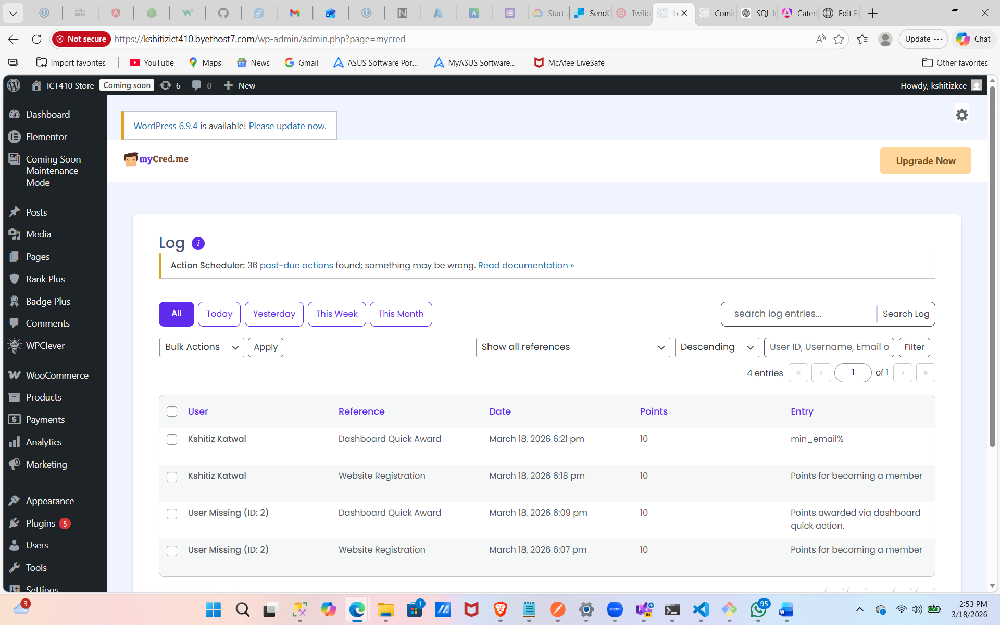 Start
SendG
Twilio
Lo
Comin
SQL I
Cateri
Edit E
Not secure
https://kshitizict410.byethost7.com/wp-admin/admin.php?page=mycred
Update
Chat
Import favorites
YouTube
Maps
News
Gmail
ASUS Software Por...
MyASUS Software...
McAfee LiveSafe
Other favorites
ICT410 Store
Coming soon
6
0
New
Howdy, kshitizkce
Dashboard
Elementor
Coming Soon
Maintenance
Mode
Posts
Media
Pages
Rank Plus
Badge Plus
Comments
WPClever
WooCommerce
Products
Payments
Analytics
Marketing
Appearance
Plugins 5
Users
Tools
Settings
WordPress 6.9.4 is available! Please update now.
myCred.me
Upgrade Now
Log i
Action Scheduler: 36 past-due actions found; something may be wrong. Read documentation »
All
Today
Yesterday
This Week
This Month
search log entries...
Search Log
Bulk Actions
Apply
Show all references
Descending
User ID, Username, Email o
Filter
4 entries « ‹ 1 of 1 › »
User Reference Date Points Entry
Kshitiz Katwal Dashboard Quick Award March 18, 2026 6:21 pm 10 min_email%
Kshitiz Katwal Website Registration March 18, 2026 6:18 pm 10 Points for becoming a member
User Missing (ID: 2) Dashboard Quick Award March 18, 2026 6:09 pm 10 Points awarded via dashboard
quick action.
User Missing (ID: 2) Website Registration March 18, 2026 6:07 pm 10 Points for becoming a member
3
1
zoom
IN
95
2:53 PM
3/18/2026